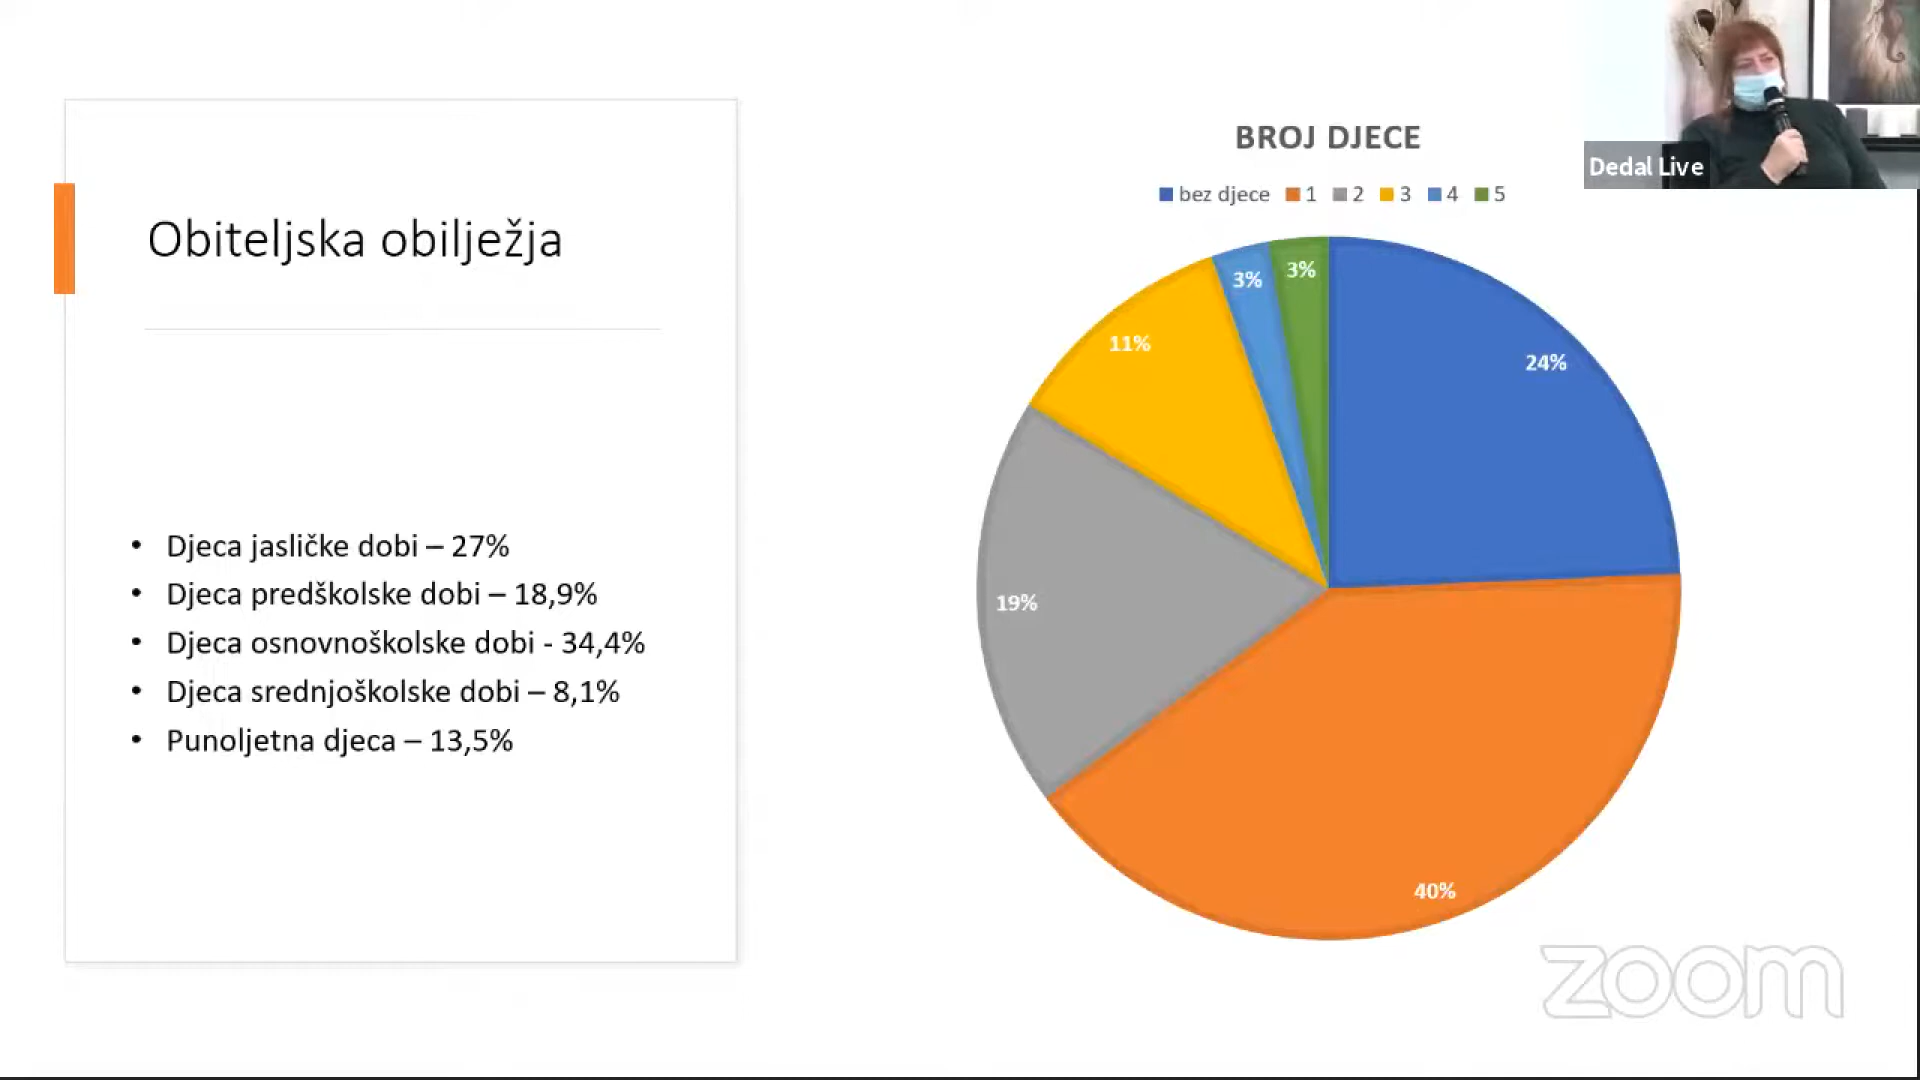 Obiteljska obilježja
• Djeca jasličke dobi – 27%
• Djeca predškolske dobi – 18,9%
• Djeca osnovnoškolske dobi - 34,4%
• Djeca srednjoškolske dobi – 8,1%
• Punoljetna djeca – 13,5%
BROJ DJECE
bez djece 1 2 3 4 5
3% 3%
11%
24%
19%
40%
Dedal Live
zoom